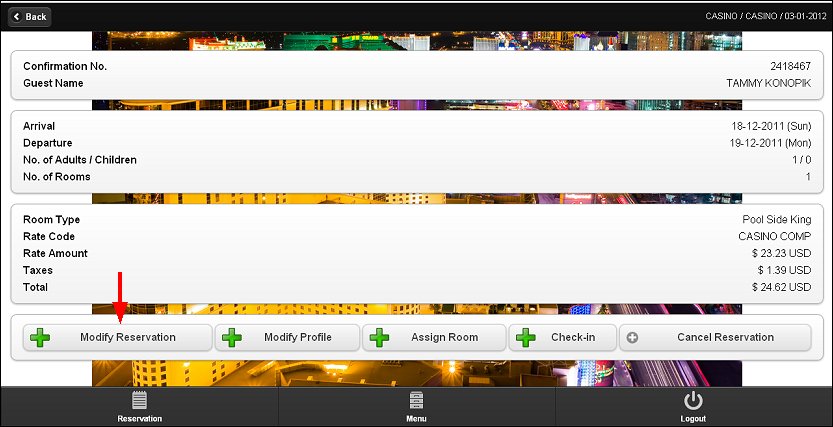 Back CASINO / CASINO / 03-01-2012
Confirmation No. 2418467
Guest Name TAMMY KONOPIK
Arrival 18-12-2011 (Sun)
Departure 19-12-2011 (Mon)
No. of Adults / Children 1 / 0
No. of Rooms 1
Room Type Pool Side King
Rate Code CASINO COMP
Rate Amount $ 23.23 USD
Taxes $ 1.39 USD
Total $ 24.62 USD
Modify Reservation Modify Profile Assign Room Check-in Cancel Reservation
Reservation Menu Logout